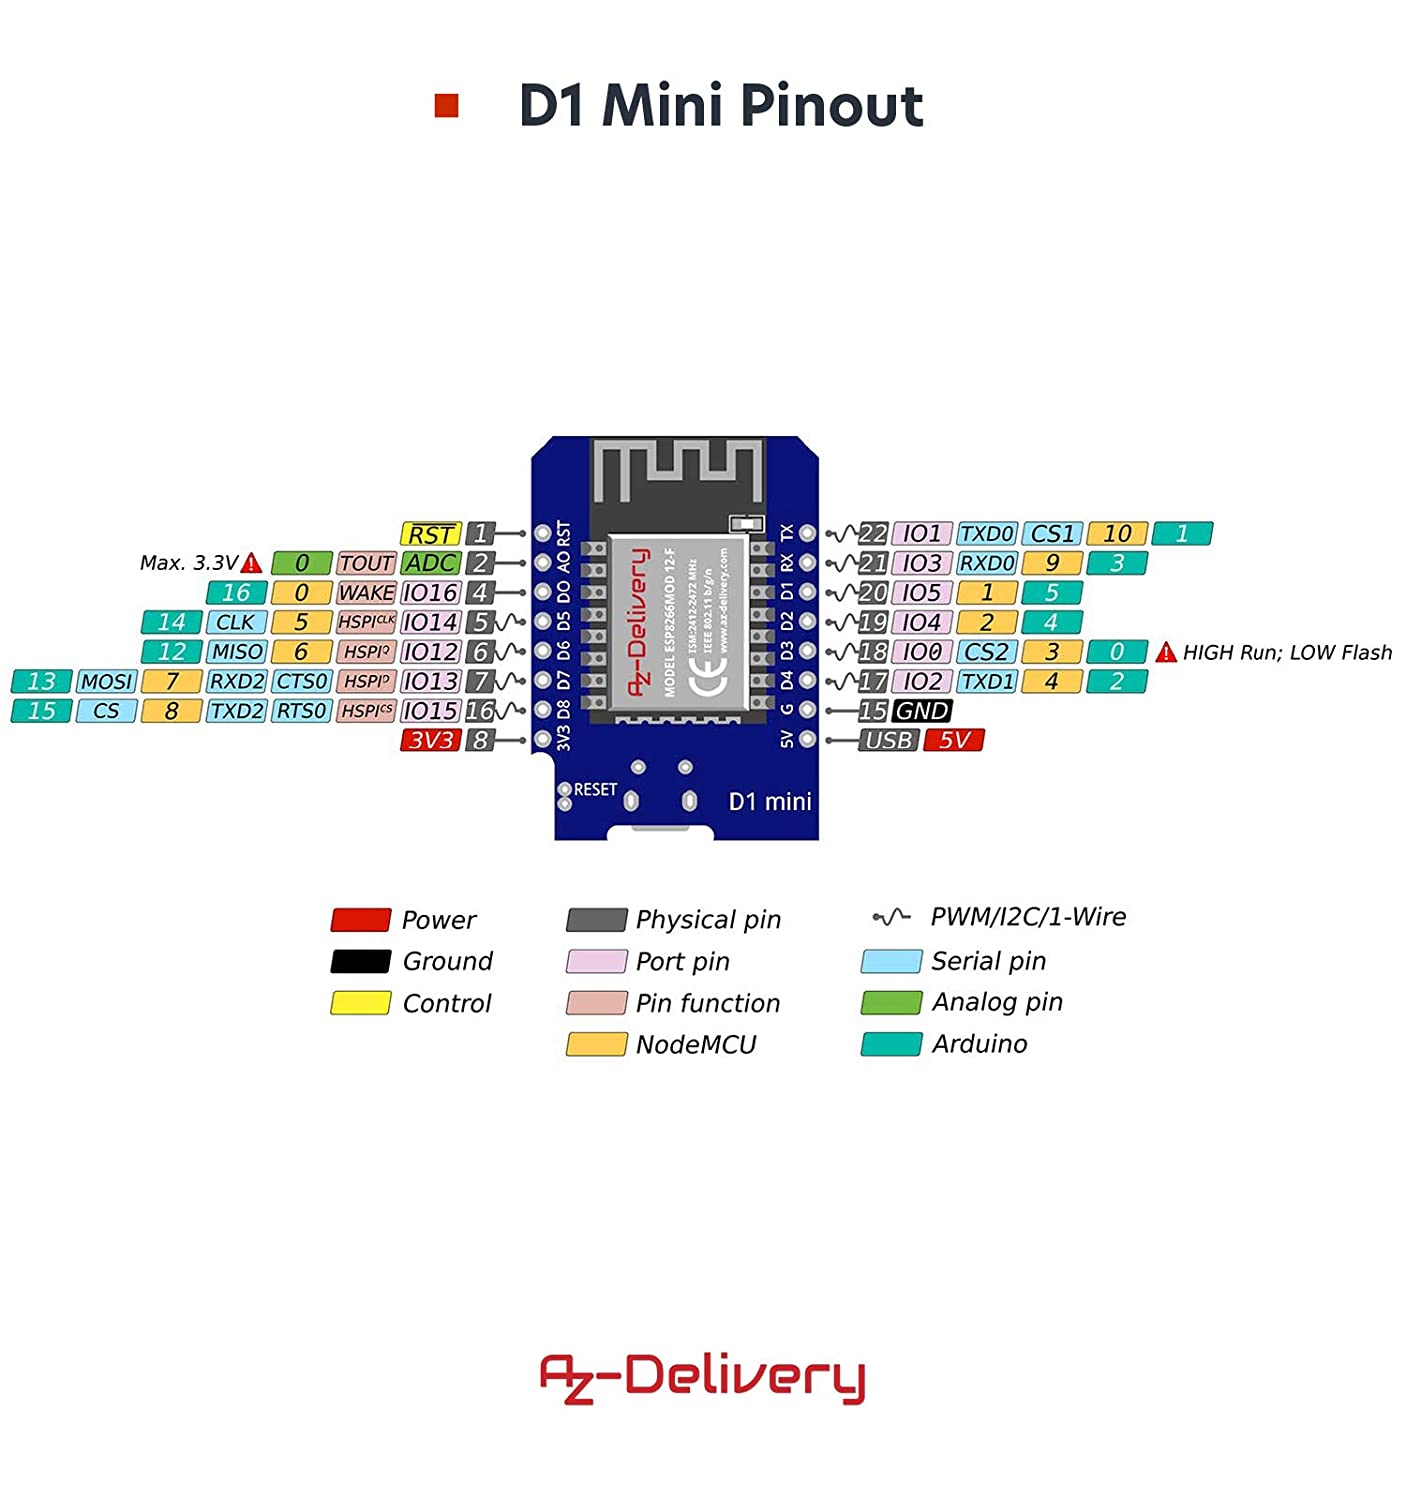 D1 Mini Pinout
RST 1 RST TX 22 IO1 TXD0 CS1 10 1
Max. 3.3V 0 TOUT ADC 2 AO RX 21 IO3 RXD0 9 3
16 0 WAKE IO16 4 DO D1 20 IO5 1 5
14 CLK 5 HSPICLK IO14 5 D5 D2 19 IO4 2 4
12 MISO 6 HSPIQ IO12 6 D6 D3 18 IO0 CS2 3 0 HIGH Run; LOW Flash
13 MOSI 7 RXD2 CTS0 HSPID IO13 7 D7 D4 17 IO2 TXD1 4 2
15 CS 8 TXD2 RTS0 HSPICS IO15 16 D8 G 15 GND
3V3 8 3V3 5V USB 5V
Az-Delivery
MODEL ESP8266MOD 12-F
ISM:2412-2472 MHz
IEEE 802.11 b/g/n
www.az-delivery.com
CE
RESET
D1 mini
Power Physical pin PWM/I2C/1-Wire
Ground Port pin Serial pin
Control Pin function Analog pin
NodeMCU Arduino
Az-Delivery